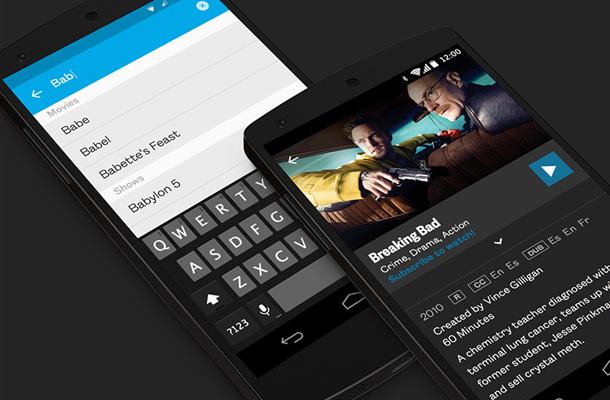 Bab
Movies
Babe
Babel
Babette's Feast
Shows
Babylon 5
Q W E R T Y
A S D F G
Z X C V
?123
12:00
Breaking Bad
Crime, Drama, Action
Subscribe to watch!
2010 R CC En Es DUB Es En Fr
Created by Vince Gilligan
60 Minutes
A chemistry teacher diagnosed with
terminal lung cancer, teams up w
former student, Jesse Pinkma
and sell crystal meth.